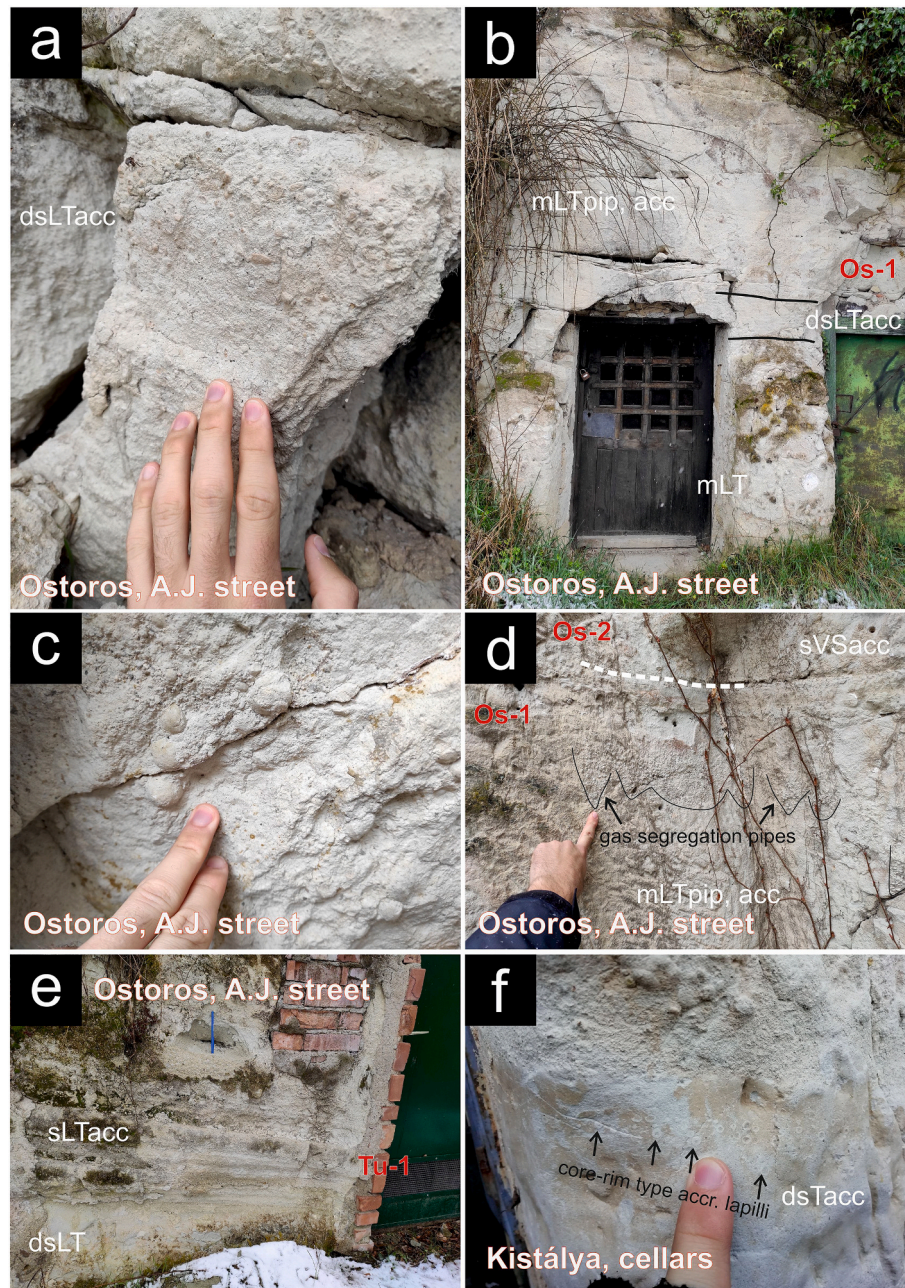 a
dsLTacc
Ostoros, A.J. street
b
mLTpip, acc
Os-1
dsLTacc
mLT
Ostoros, A.J. street
c
Ostoros, A.J. street
d
Os-2
sVSacc
Os-1
gas segregation pipes
mLTpip, acc
Ostoros, A.J. street
e
Ostoros, A.J. street
sLTacc
Tu-1
dsLT
f
core-rim type accr. lapilli
dsTacc
Kistálya, cellars